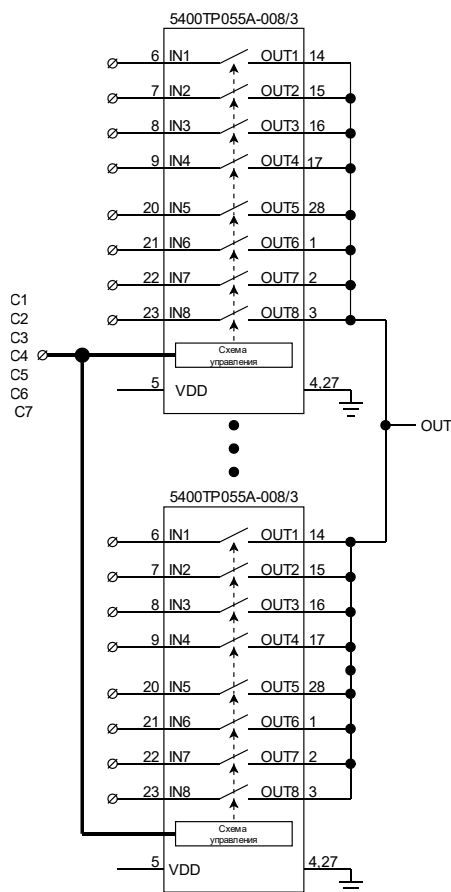 5400TP055A-008/3
6 IN1 OUT1 14
7 IN2 OUT2 15
8 IN3 OUT3 16
9 IN4 OUT4 17
20 IN5 OUT5 28
21 IN6 OUT6 1
22 IN7 OUT7 2
23 IN8 OUT8 3
C1
C2
C3
C4
C5
C6
C7
Схема
управления
5 VDD 4,27
OUT
5400TP055A-008/3
6 IN1 OUT1 14
7 IN2 OUT2 15
8 IN3 OUT3 16
9 IN4 OUT4 17
20 IN5 OUT5 28
21 IN6 OUT6 1
22 IN7 OUT7 2
23 IN8 OUT8 3
Схема
управления
5 VDD 4,27